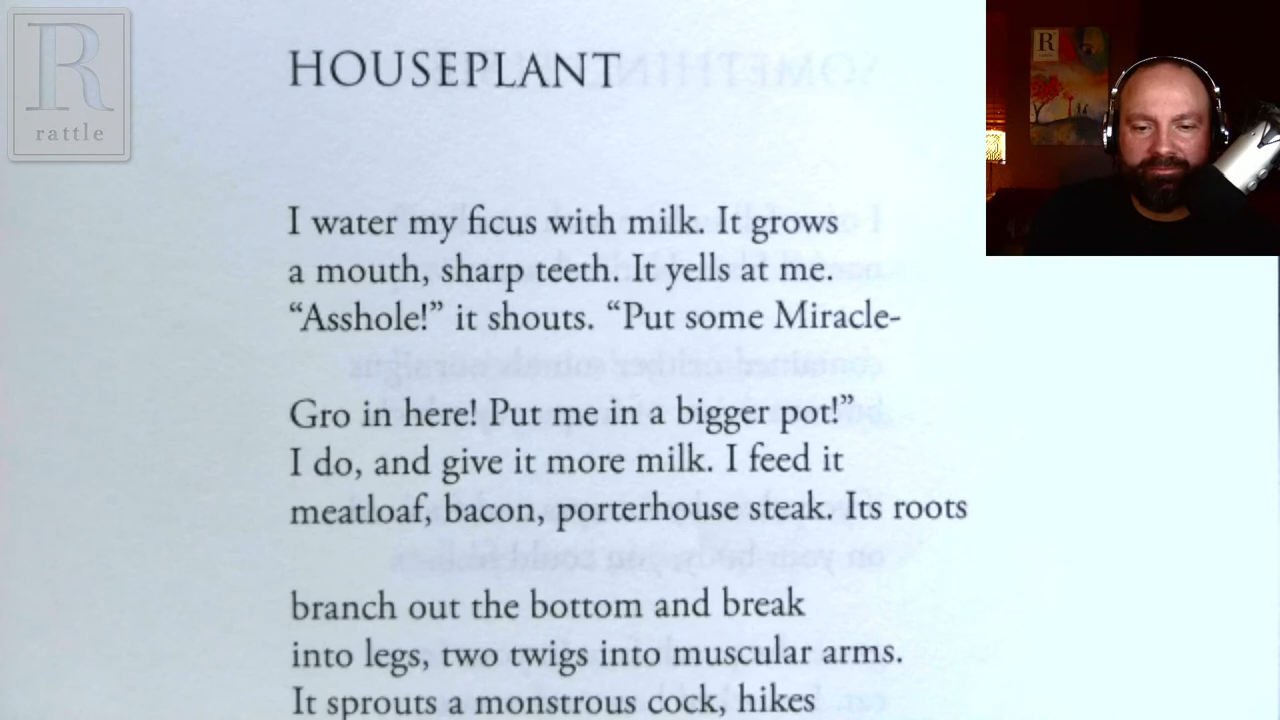 R
rattle
HOUSEPLANT
I water my ficus with milk. It grows
a mouth, sharp teeth. It yells at me.
“Asshole!” it shouts. “Put some Miracle-
Gro in here! Put me in a bigger pot!”
I do, and give it more milk. I feed it
meatloaf, bacon, porterhouse steak. Its roots
branch out the bottom and break
into legs, two twigs into muscular arms.
It sprouts a monstrous cock, hikes
R